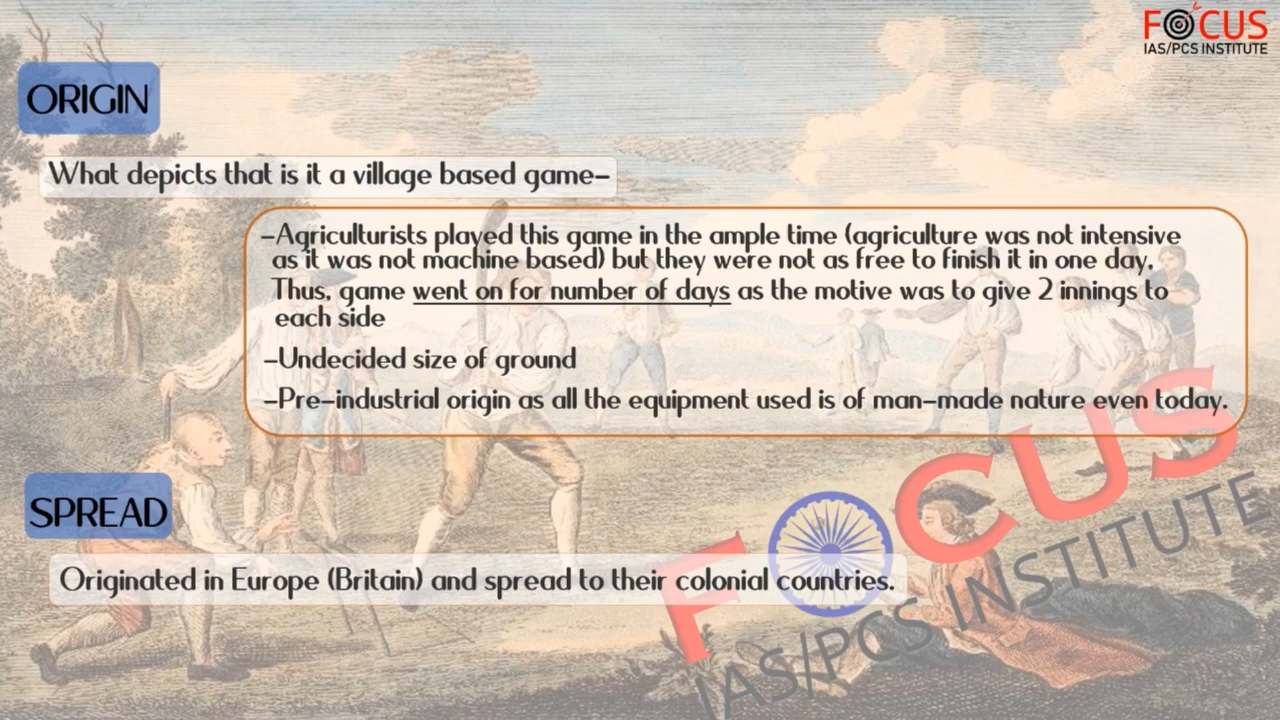 FOCUS
IAS/PCS INSTITUTE
ORIGIN
What depicts that is it a village based game-
-Agriculturists played this game in the ample time (agriculture was not intensive
as it was not machine based) but they were not as free to finish it in one day,
Thus, game went on for number of days as the motive was to give 2 innings to
each side
-Undecided size of ground
-Pre-industrial origin as all the equipment used is of man-made nature even today.
SPREAD
Originated in Europe (Britain) and spread to their colonial countries.
FOCUS
IAS/PCS INSTITUTE